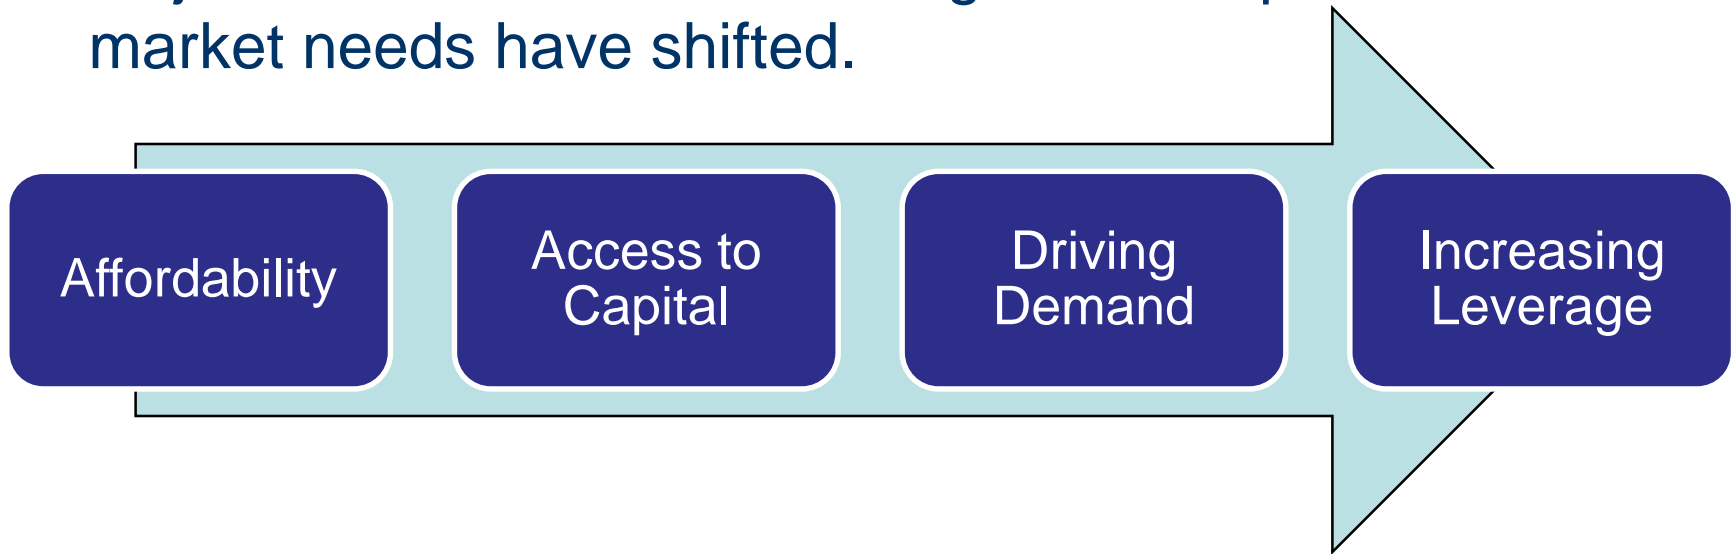 market needs have shifted.
Affordability
Access to
Capital
Driving
Demand
Increasing
Leverage